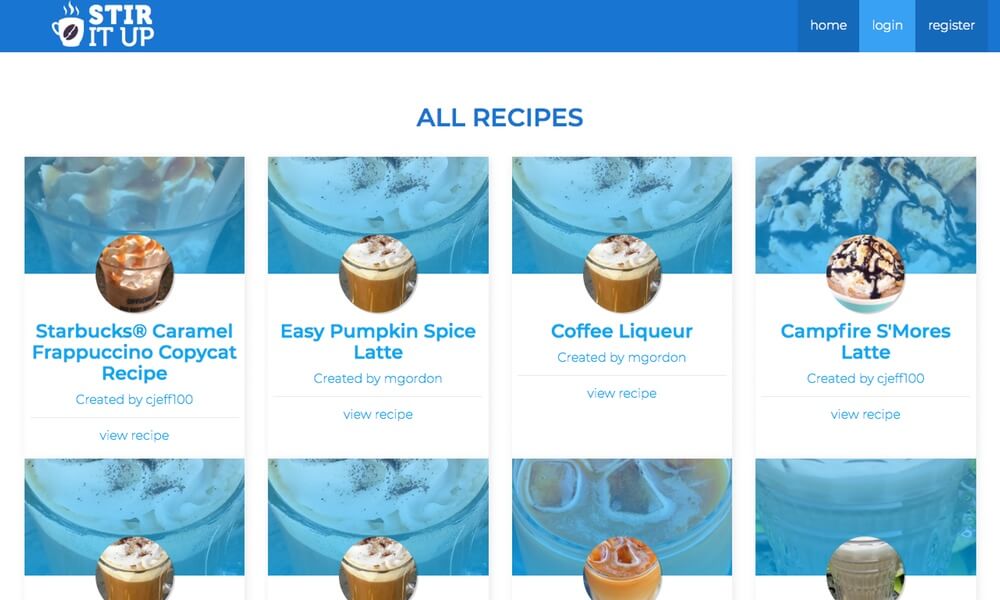 STIR
IT UP
home
login
register
ALL RECIPES
Starbucks® Caramel
Frappuccino Copycat
Recipe
Created by cjeff100
view recipe
Easy Pumpkin Spice
Latte
Created by mgordon
view recipe
Coffee Liqueur
Created by mgordon
view recipe
Campfire S'Mores
Latte
Created by cjeff100
view recipe